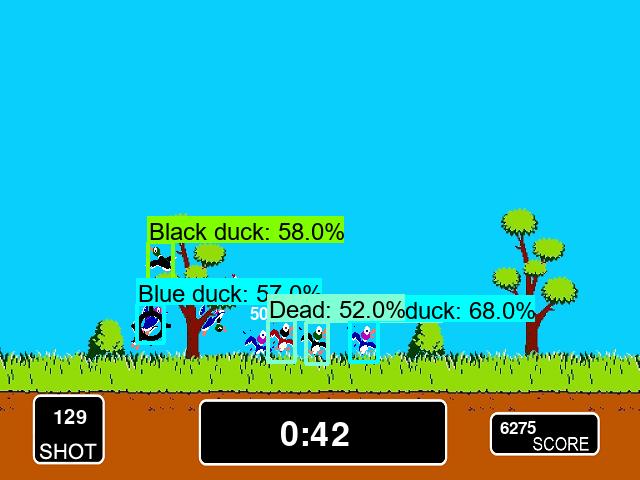 Black duck: 58.0%
Blue duck: 57.0%
Dead: 52.0%
duck: 68.0%
50
129
SHOT
0:42
6275
SCORE